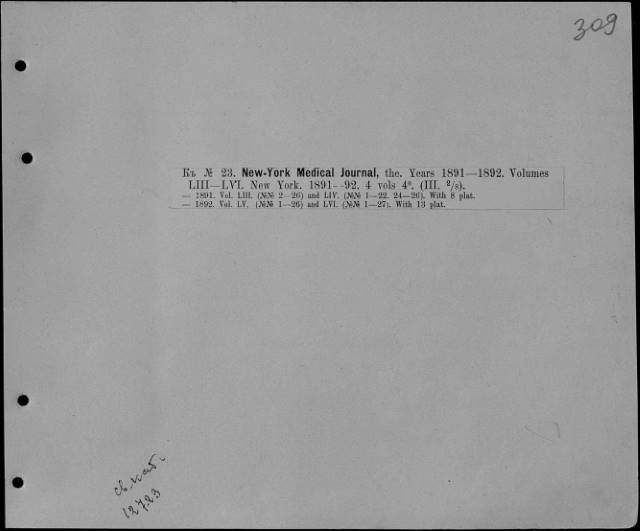 309
Къ № 23. New-York Medical Journal, the. Years 1891—1892. Volumes
LIII—LVI. New York. 1891--92. 4 vols 4°. (III. ²/s).
— 1891. Vol. LIII. (№№ 2—26) and LIV. (№№ 1—22. 24—26). With 8 plat.
— 1892. Vol. LV. (№№ 1—26) and LVI. (№№ 1—27). With 13 plat.
12723